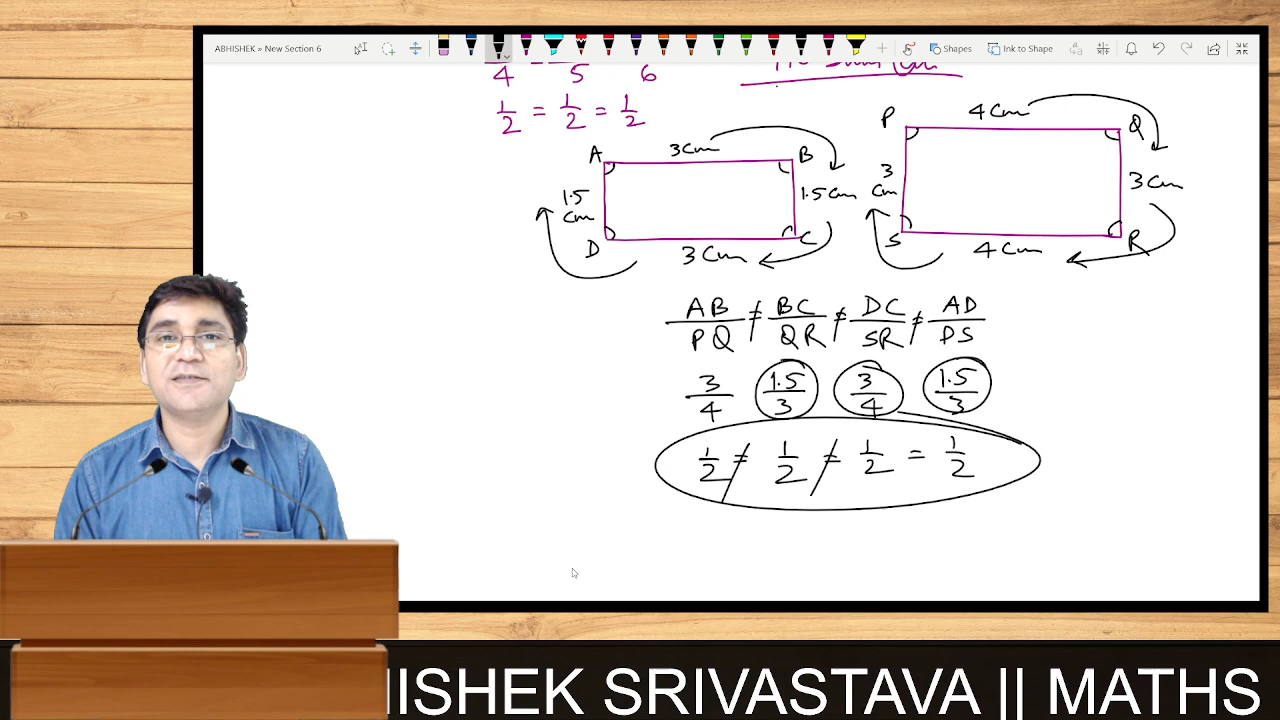 ABHISHEK » New Section 6
Shapes
Ink to Shape
4 5 6
1/2 = 1/2 = 1/2
A 3 cm B
1.5 cm
1.5 cm
D 3 cm C
P 4 cm Q
3 cm
3 cm
S 4 cm R
AB/PQ ≠ BC/QR ≠ DC/SR ≠ AD/PS
3/4 1.5/3 3/4 1.5/3
1/2 ≠ 1/2 ≠ 1/2 = 1/2
HISHEK SRIVASTAVA || MATHS